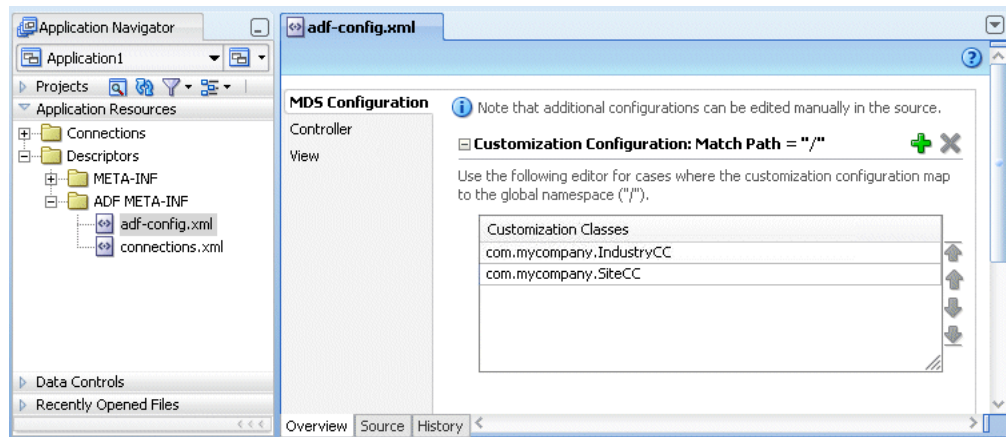 Application Navigator
Application1
Projects
Application Resources
Connections
Descriptors
META-INF
ADF META-INF
adf-config.xml
connections.xml
Data Controls
Recently Opened Files
adf-config.xml
MDS Configuration
Controller
View
Note that additional configurations can be edited manually in the source.
Customization Configuration: Match Path = "/"
Use the following editor for cases where the customization configuration map
to the global namespace ("/").
Customization Classes
com.mycompany.IndustryCC
com.mycompany.SiteCC
Overview Source History